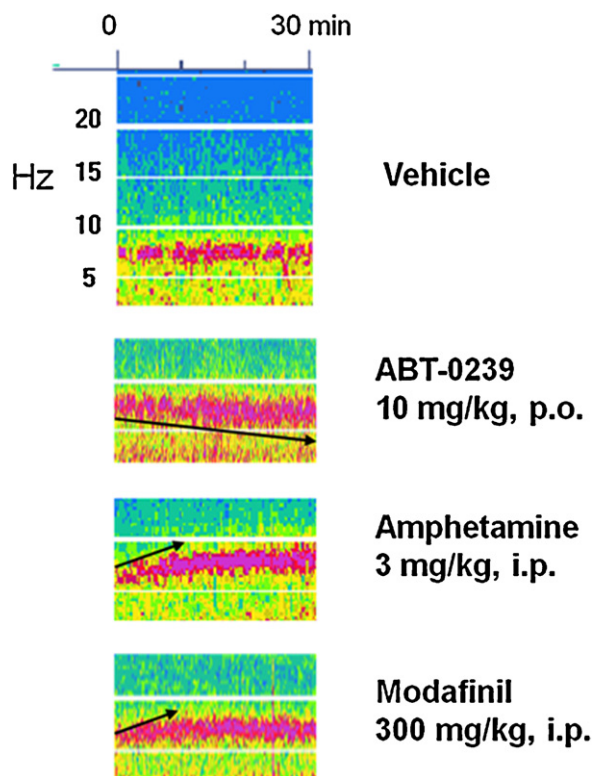 0 30 min
20
Hz 15
10
5
Vehicle
ABT-0239
10 mg/kg, p.o.
Amphetamine
3 mg/kg, i.p.
Modafinil
300 mg/kg, i.p.